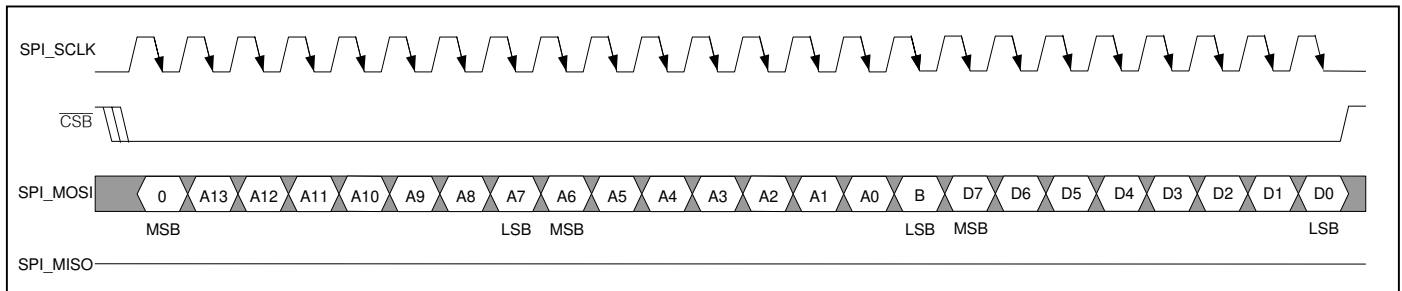 SPI_SCLK
CSB
SPI_MOSI 0 A13 A12 A11 A10 A9 A8 A7 A6 A5 A4 A3 A2 A1 A0 B D7 D6 D5 D4 D3 D2 D1 D0
MSB LSB MSB LSB MSB LSB
SPI_MISO